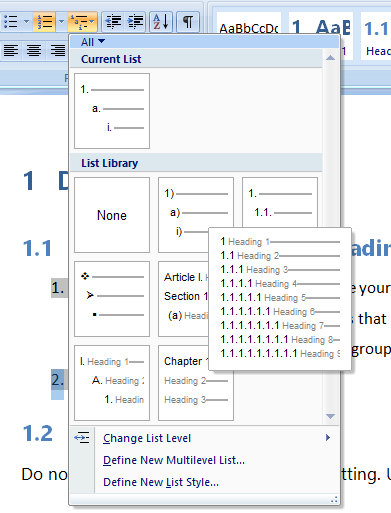 AaBbCcDc 1 AaB 1.1
1 Head
All
Current List
1.
a.
i.
List Library
None
1)
a)
i)
1.
1.1.
Article I.
Section 1
(a) Headi
I. Heading 1
A. Heading 2
1. Heading
Chapter 1
Heading 2
Heading 3
1 Heading 1
1.1 Heading 2
1.1.1 Heading 3
1.1.1.1 Heading 4
1.1.1.1.1 Heading 5
1.1.1.1.1.1 Heading 6
1.1.1.1.1.1.1 Heading 7
1.1.1.1.1.1.1.1 Heading 8
1.1.1.1.1.1.1.1.1 Heading 9
Change List Level
Define New Multilevel List...
Define New List Style...
1 D
1.1 ading
1. e your
s that
group
2.
1.2
Do no tting. U